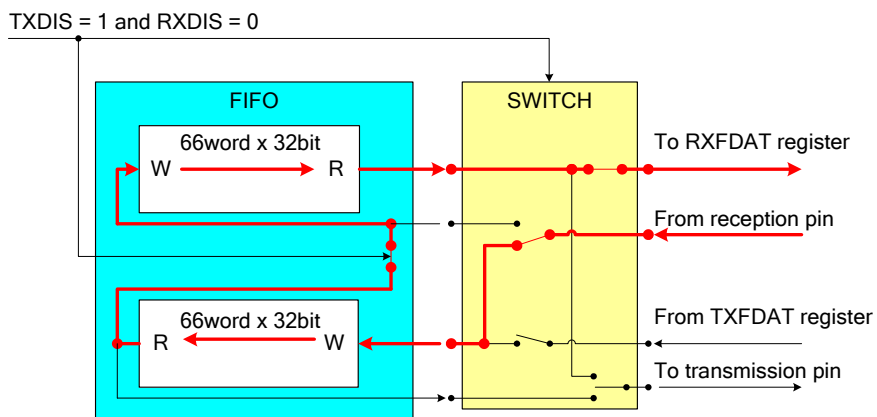 TXDIS = 1 and RXDIS = 0
FIFO
SWITCH
66word x 32bit
W
R
To RXFDAT register
From reception pin
66word x 32bit
R
W
From TXFDAT register
To transmission pin